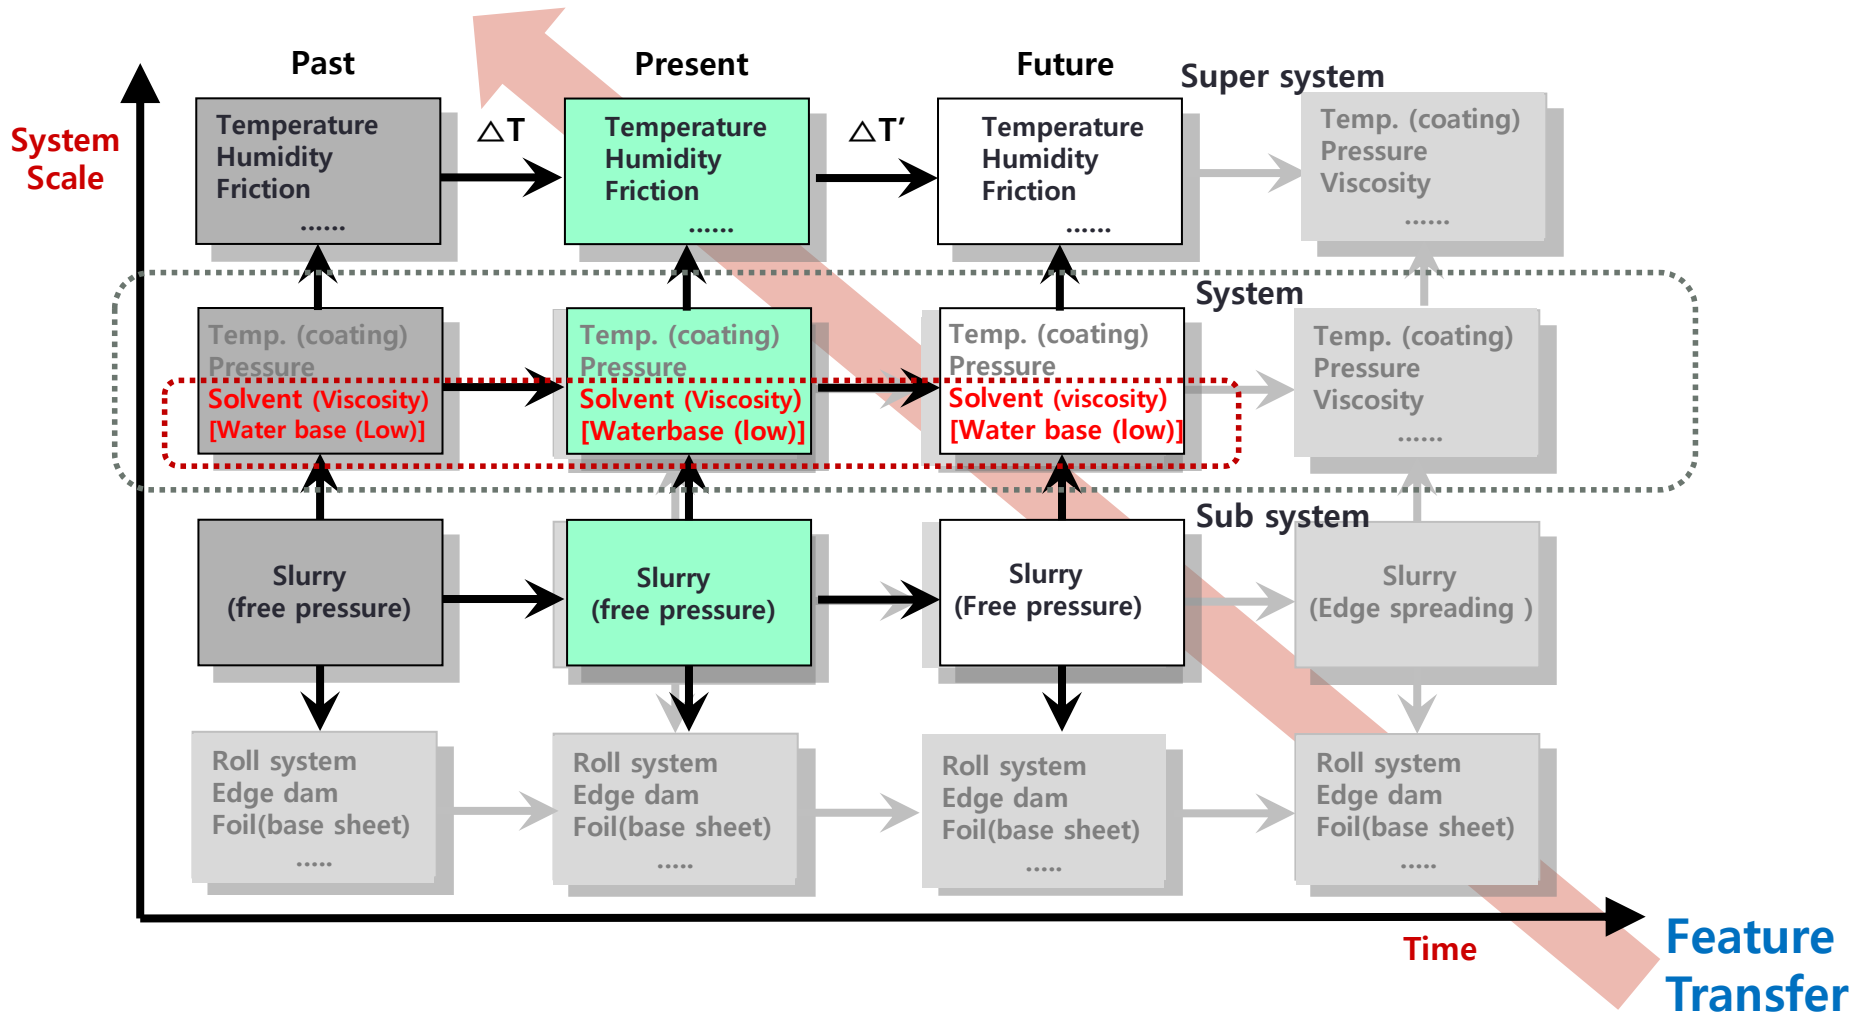 Past
Present
Future
Super system
System
Scale
Temperature
Humidity
Friction
......
△T
Temperature
Humidity
Friction
......
△T’
Temperature
Humidity
Friction
......
Temp. (coating)
Pressure
Viscosity
......
System
Temp. (coating)
Pressure
Solvent (Viscosity)
[Water base (Low)]
Temp. (coating)
Pressure
Solvent (Viscosity)
[Waterbase (low)]
Temp. (coating)
Pressure
Solvent (viscosity)
[Water base (low)]
Temp. (coating)
Pressure
Viscosity
......
Sub system
Slurry
(free pressure)
Slurry
(free pressure)
Slurry
(Free pressure)
Slurry
(Edge spreading )
Roll system
Edge dam
Foil(base sheet)
.....
Roll system
Edge dam
Foil(base sheet)
.....
Roll system
Edge dam
Foil(base sheet)
.....
Roll system
Edge dam
Foil(base sheet)
.....
Time
Feature
Transfer